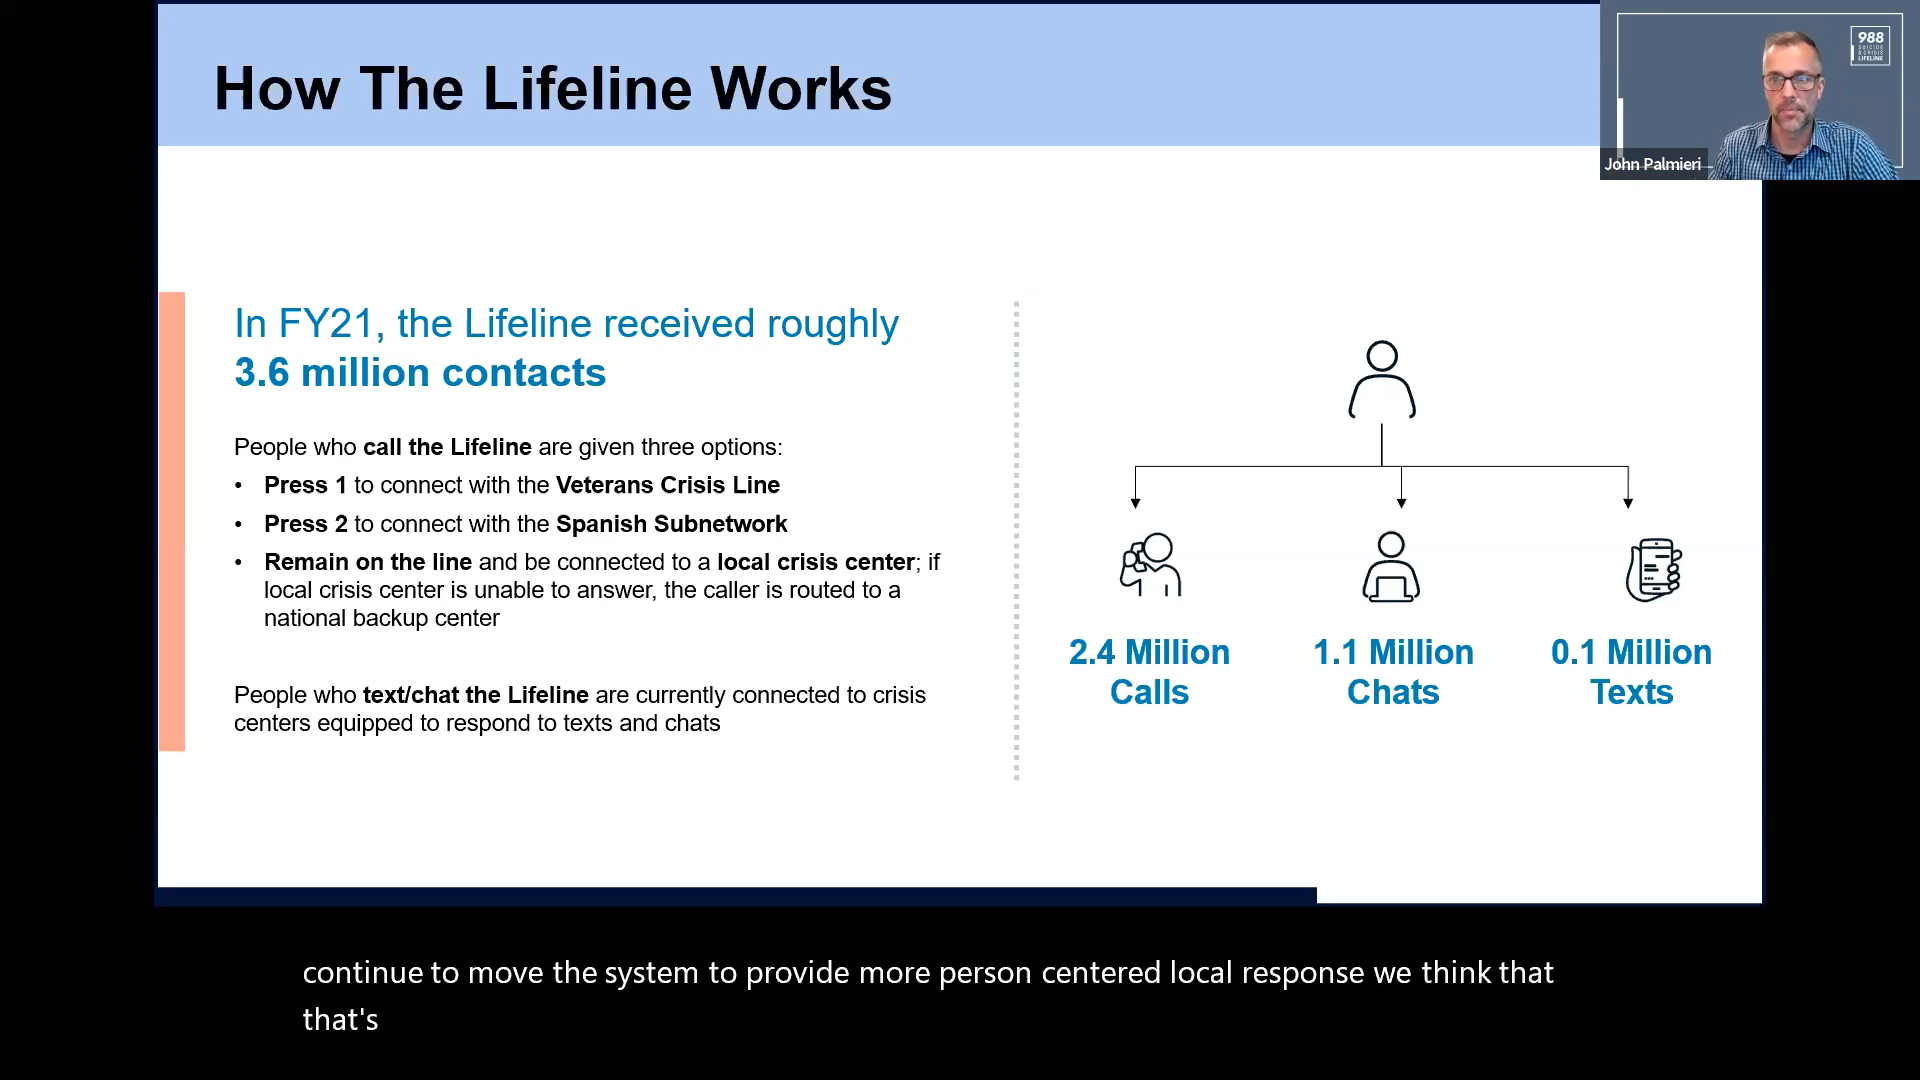 How The Lifeline Works
988
SUICIDE
& CRISIS
LIFELINE
John Palmieri
In FY21, the Lifeline received roughly
3.6 million contacts
People who call the Lifeline are given three options:
• Press 1 to connect with the Veterans Crisis Line
• Press 2 to connect with the Spanish Subnetwork
• Remain on the line and be connected to a local crisis center; if
local crisis center is unable to answer, the caller is routed to a
national backup center
People who text/chat the Lifeline are currently connected to crisis
centers equipped to respond to texts and chats
2.4 Million
Calls
1.1 Million
Chats
0.1 Million
Texts
continue to move the system to provide more person centered local response we think that
that's